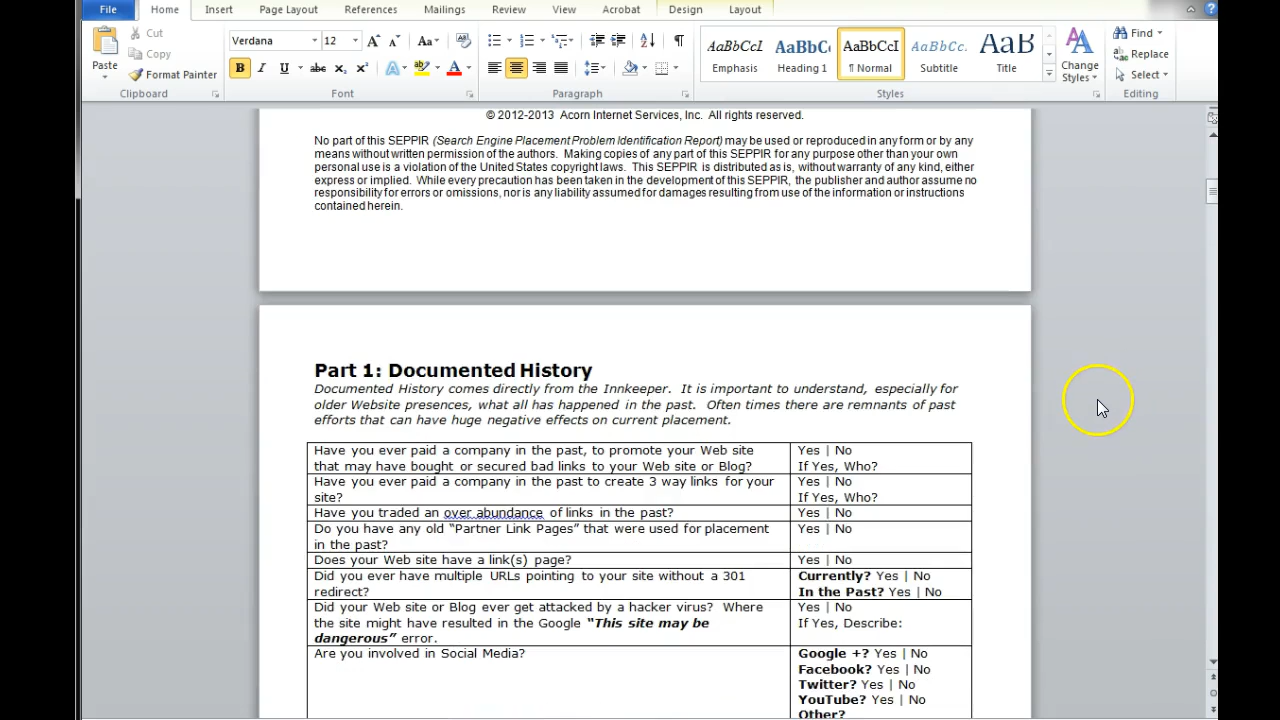 File Home Insert Page Layout References Mailings Review View Acrobat Design Layout
Paste
Cut
Copy
Format Painter
Clipboard
Verdana 12
Aa
B I U abc X₂ X²
A
Font
Paragraph
AaBbCcI AaBbC AaBbCcI AaBbCc. AaB
Emphasis Heading 1 ¶ Normal Subtitle Title
Change
Styles
Styles
Find
Replace
Select
Editing
© 2012-2013 Acorn Internet Services, Inc. All rights reserved.
No part of this SEPPIR (Search Engine Placement Problem Identification Report) may be used or reproduced in any form or by any
means without written permission of the authors. Making copies of any part of this SEPPIR for any purpose other than your own
personal use is a violation of the United States copyright laws. This SEPPIR is distributed as is, without warranty of any kind, either
express or implied. While every precaution has been taken in the development of this SEPPIR, the publisher and author assume no
responsibility for errors or omissions, nor is any liability assumed for damages resulting from use of the information or instructions
contained herein.
Part 1: Documented History
Documented History comes directly from the Innkeeper. It is important to understand, especially for
older Website presences, what all has happened in the past. Often times there are remnants of past
efforts that can have huge negative effects on current placement.
Have you ever paid a company in the past, to promote your Web site
that may have bought or secured bad links to your Web site or Blog?
Yes | No
If Yes, Who?
Have you ever paid a company in the past to create 3 way links for your
site?
Yes | No
If Yes, Who?
Have you traded an over abundance of links in the past?
Yes | No
Do you have any old “Partner Link Pages” that were used for placement
in the past?
Yes | No
Does your Web site have a link(s) page?
Yes | No
Did you ever have multiple URLs pointing to your site without a 301
redirect?
Currently? Yes | No
In the Past? Yes | No
Did your Web site or Blog ever get attacked by a hacker virus? Where
the site might have resulted in the Google “This site may be
dangerous” error.
Yes | No
If Yes, Describe:
Are you involved in Social Media?
Google +? Yes | No
Facebook? Yes | No
Twitter? Yes | No
YouTube? Yes | No
Other?